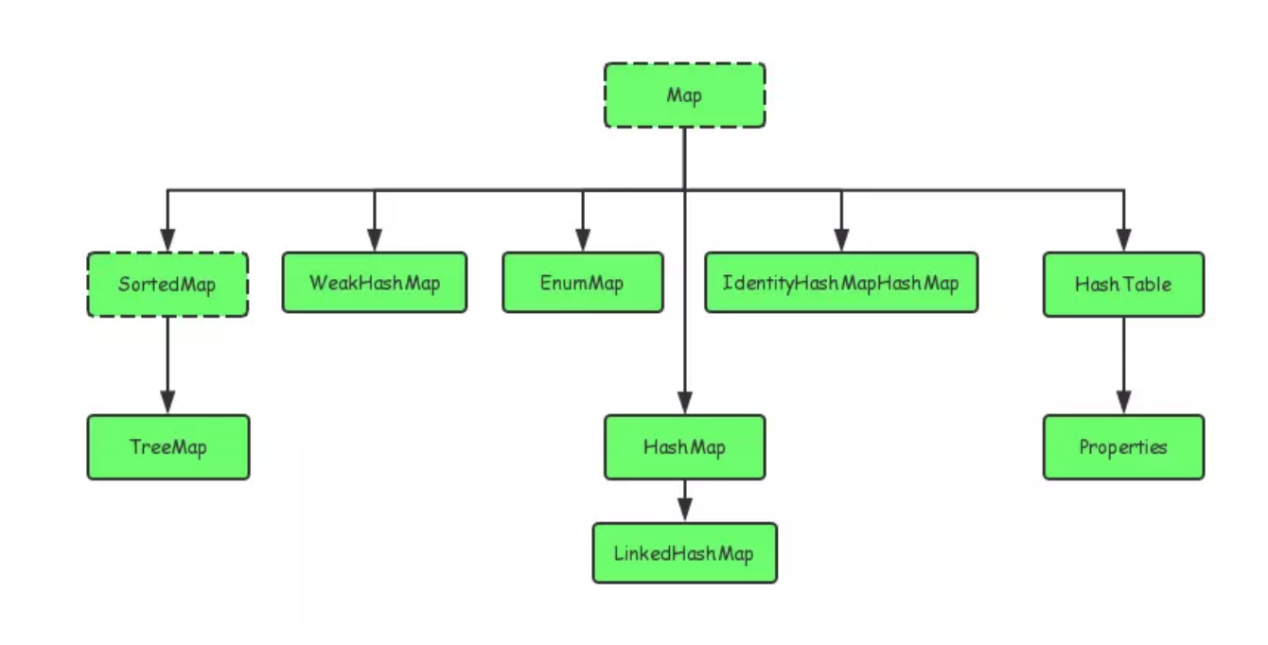 Map
SortedMap
WeakHashMap
EnumMap
IdentityHashMapHashMap
HashTable
TreeMap
HashMap
Properties
LinkedHashMap